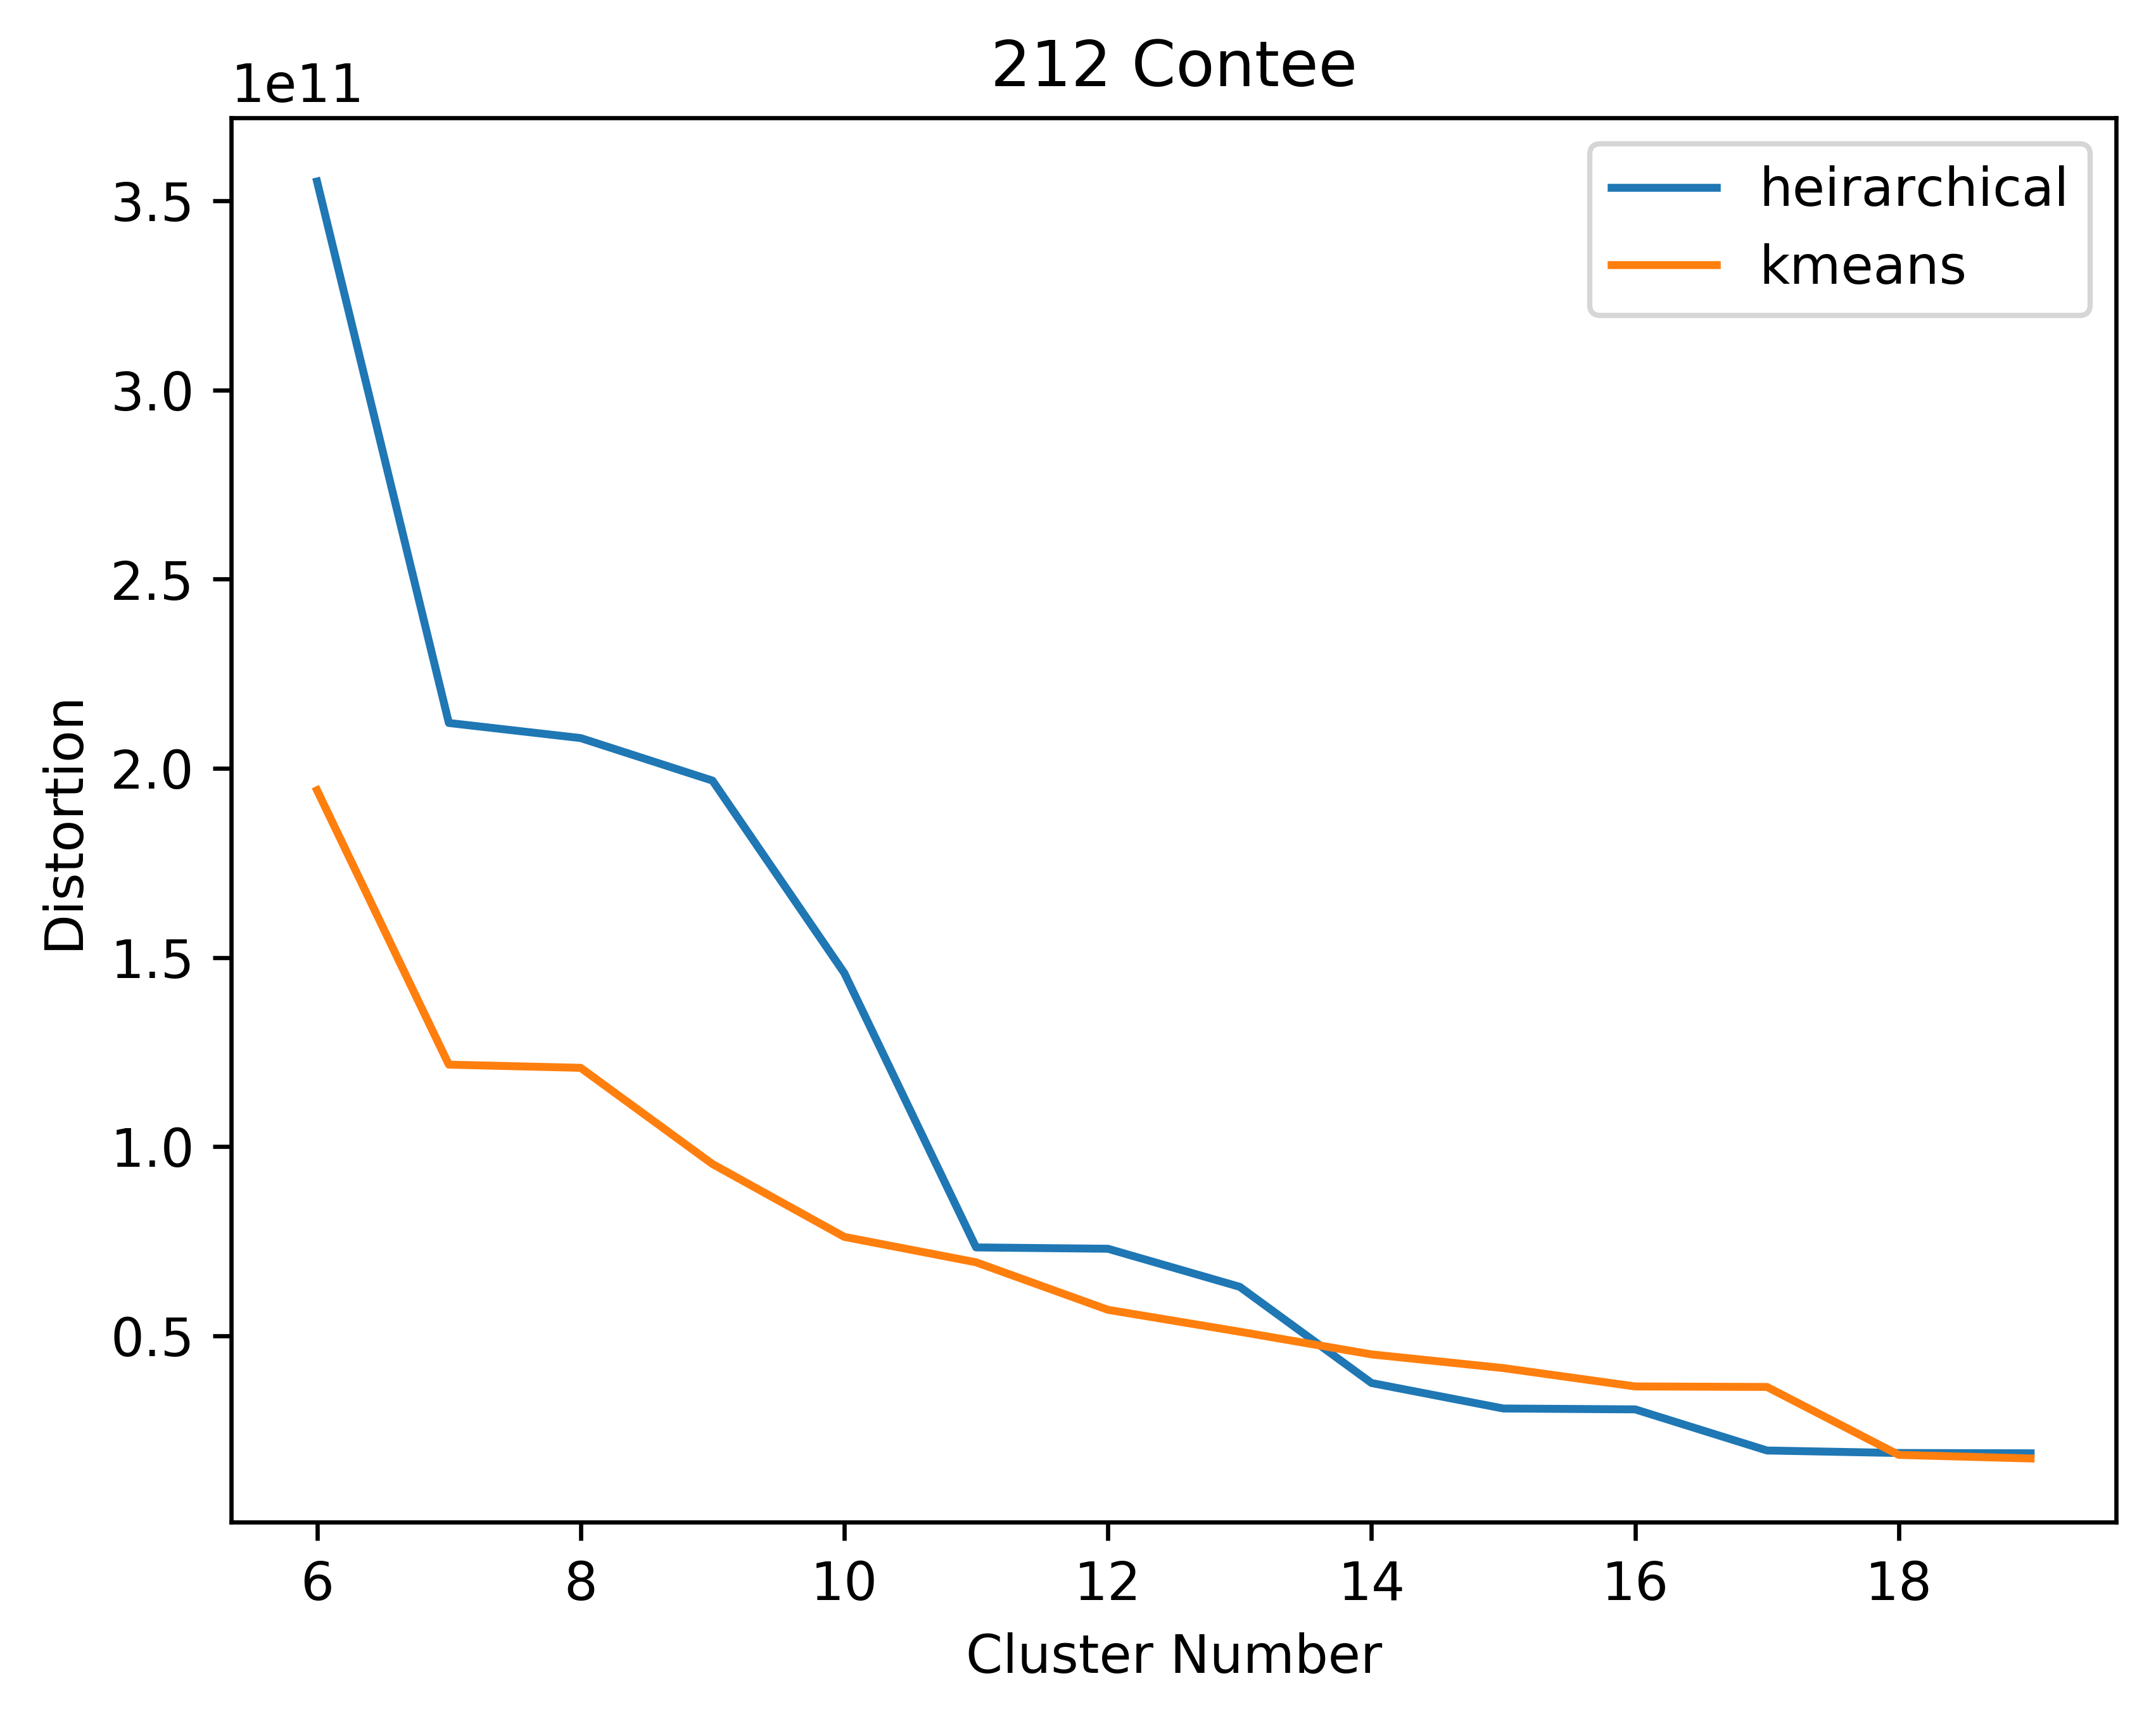 212 Contee
1e11
heirarchical
kmeans
3.5
3.0
2.5
2.0
1.5
1.0
0.5
Distortion
6 8 10 12 14 16 18
Cluster Number